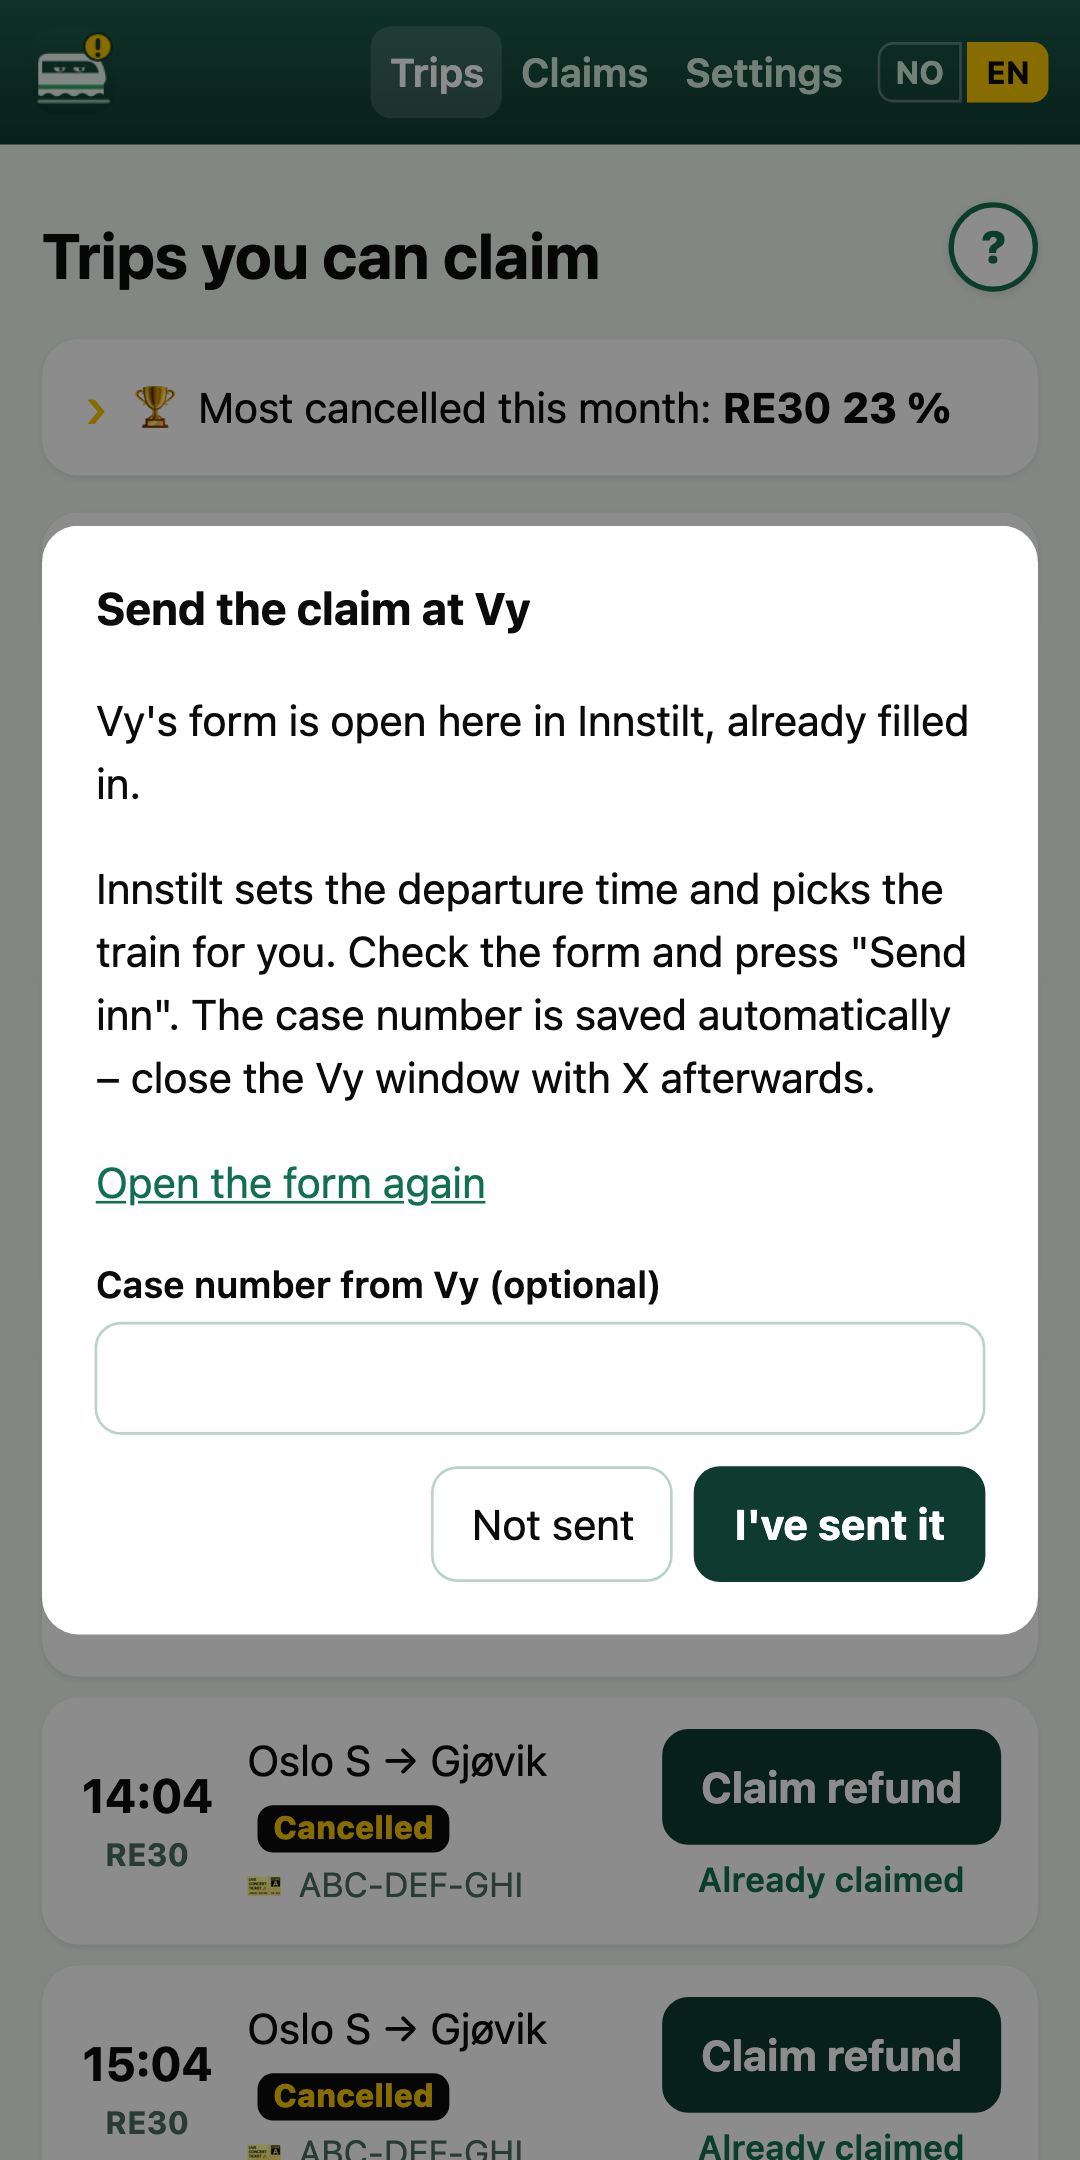 Trips Claims Settings NO EN
Trips you can claim ?
Most cancelled this month: RE30 23 %
Send the claim at Vy
Vy's form is open here in Innstilt, already filled
in.
Innstilt sets the departure time and picks the
train for you. Check the form and press "Send
inn". The case number is saved automatically
– close the Vy window with X afterwards.
Open the form again
Case number from Vy (optional)
Not sent I've sent it
Oslo S → Gjøvik
14:04 Claim refund
Cancelled
RE30
ABC-DEF-GHI Already claimed
Oslo S → Gjøvik
15:04 Claim refund
Cancelled
RE30
ABC-DEF-GHI Already claimed